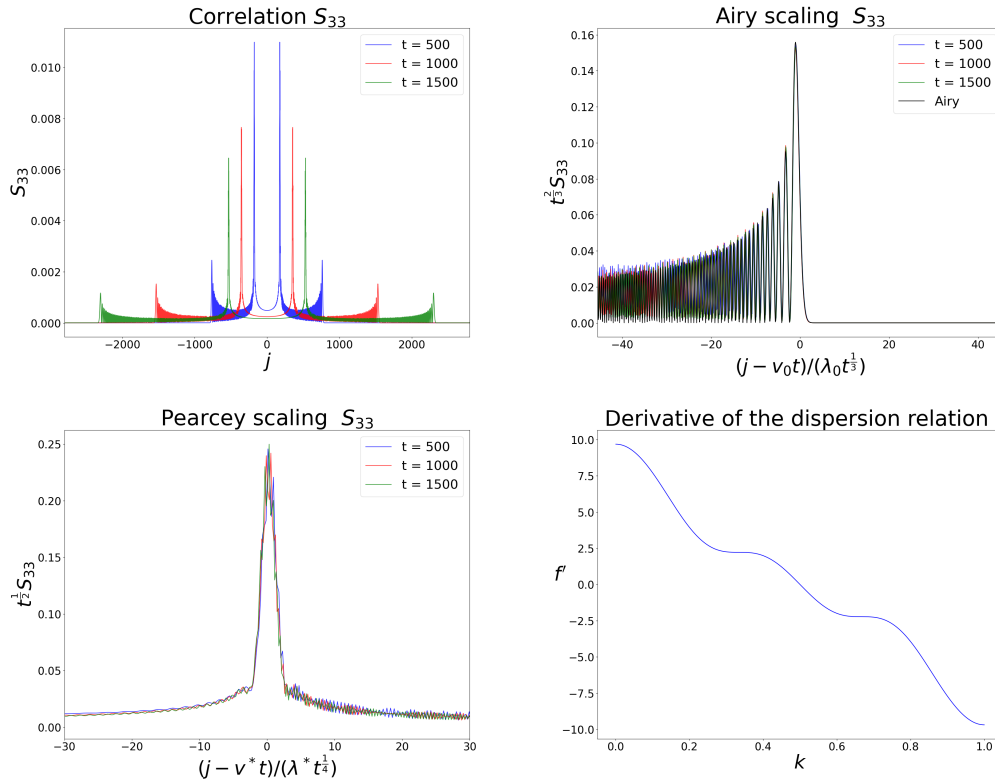 Correlation S₃₃
S₃₃
0.010
0.008
0.006
0.004
0.002
0.000
−2000 −1000 0 1000 2000
j
t = 500
t = 1000
t = 1500
Airy scaling S₃₃
t^{2/3}S₃₃
0.16
0.14
0.12
0.10
0.08
0.06
0.04
0.02
0.00
−40 −20 0 20 40
(j − v₀t)/(λ₀t^{1/3})
t = 500
t = 1000
t = 1500
Airy
Pearcey scaling S₃₃
t^{1/2}S₃₃
0.25
0.20
0.15
0.10
0.05
0.00
−30 −20 −10 0 10 20 30
(j − v*t)/(λ*t^{1/4})
t = 500
t = 1000
t = 1500
Derivative of the dispersion relation
f′
10.0
7.5
5.0
2.5
0.0
−2.5
−5.0
−7.5
−10.0
0.0 0.2 0.4 0.6 0.8 1.0
k